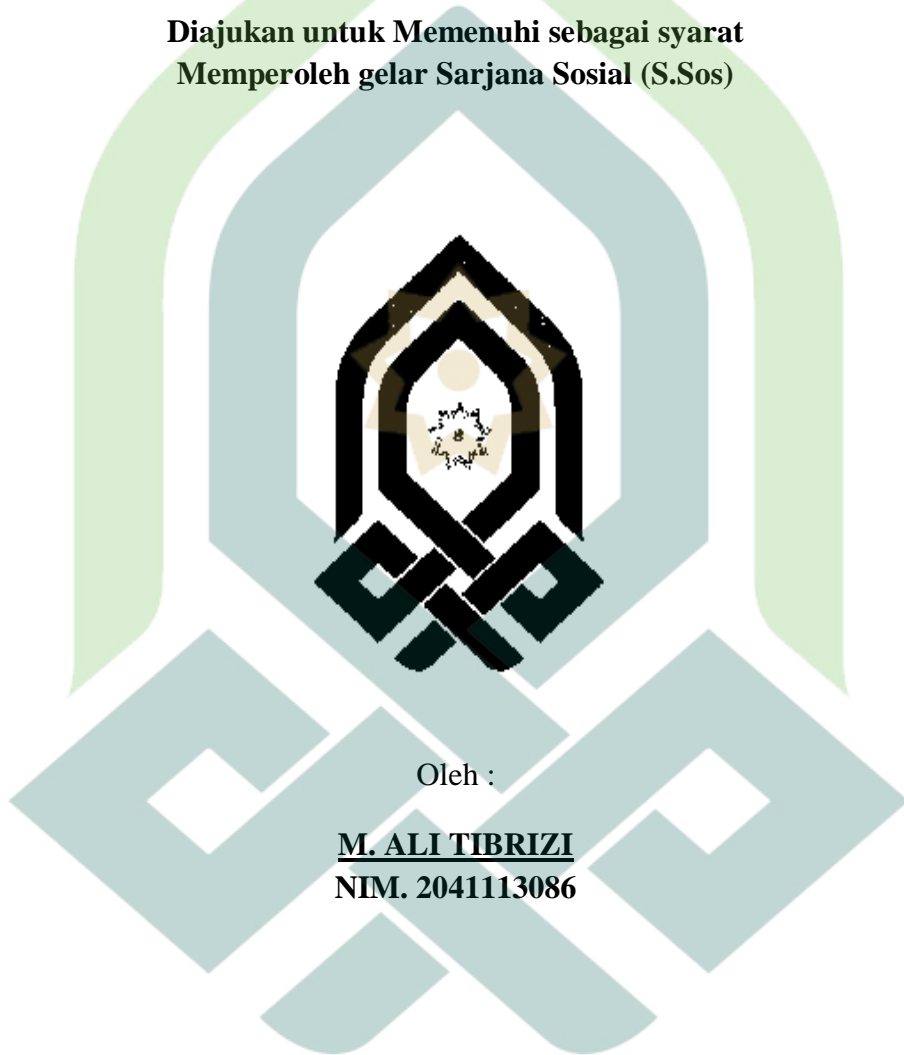 Diajukan untuk Memenuhi sebagai syarat
Memperoleh gelar Sarjana Sosial (S.Sos)
Oleh :
M. ALI TIBRIZI
NIM. 2041113086